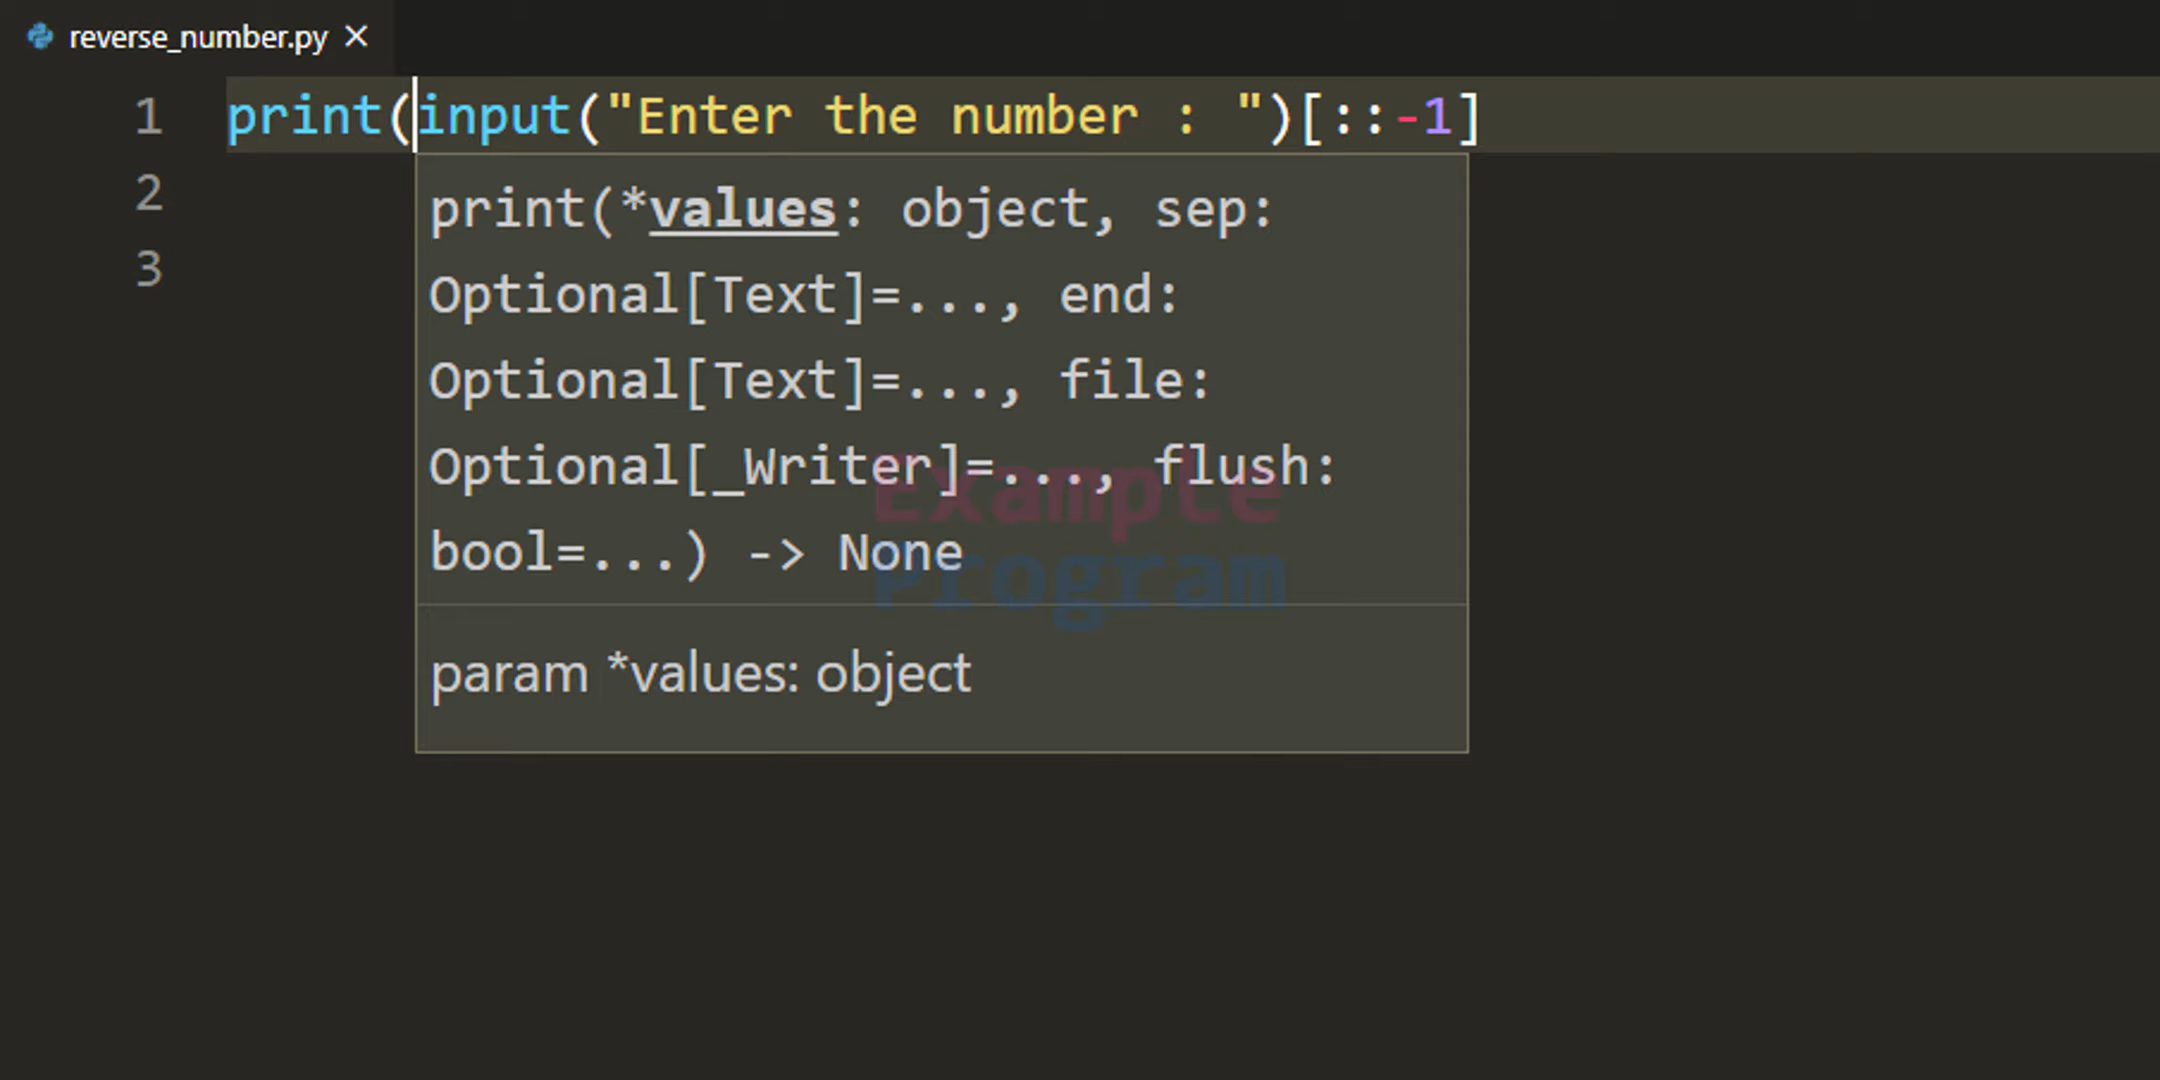 reverse_number.py
1 print(input("Enter the number : ")[::-1]
print(*values: object, sep:
2
Optional[Text]=..., end:
3
Optional[Text]=..., file:
Optional[_Writer]=..., flush:
Example
bool=...) -> None
Program
param *values: object